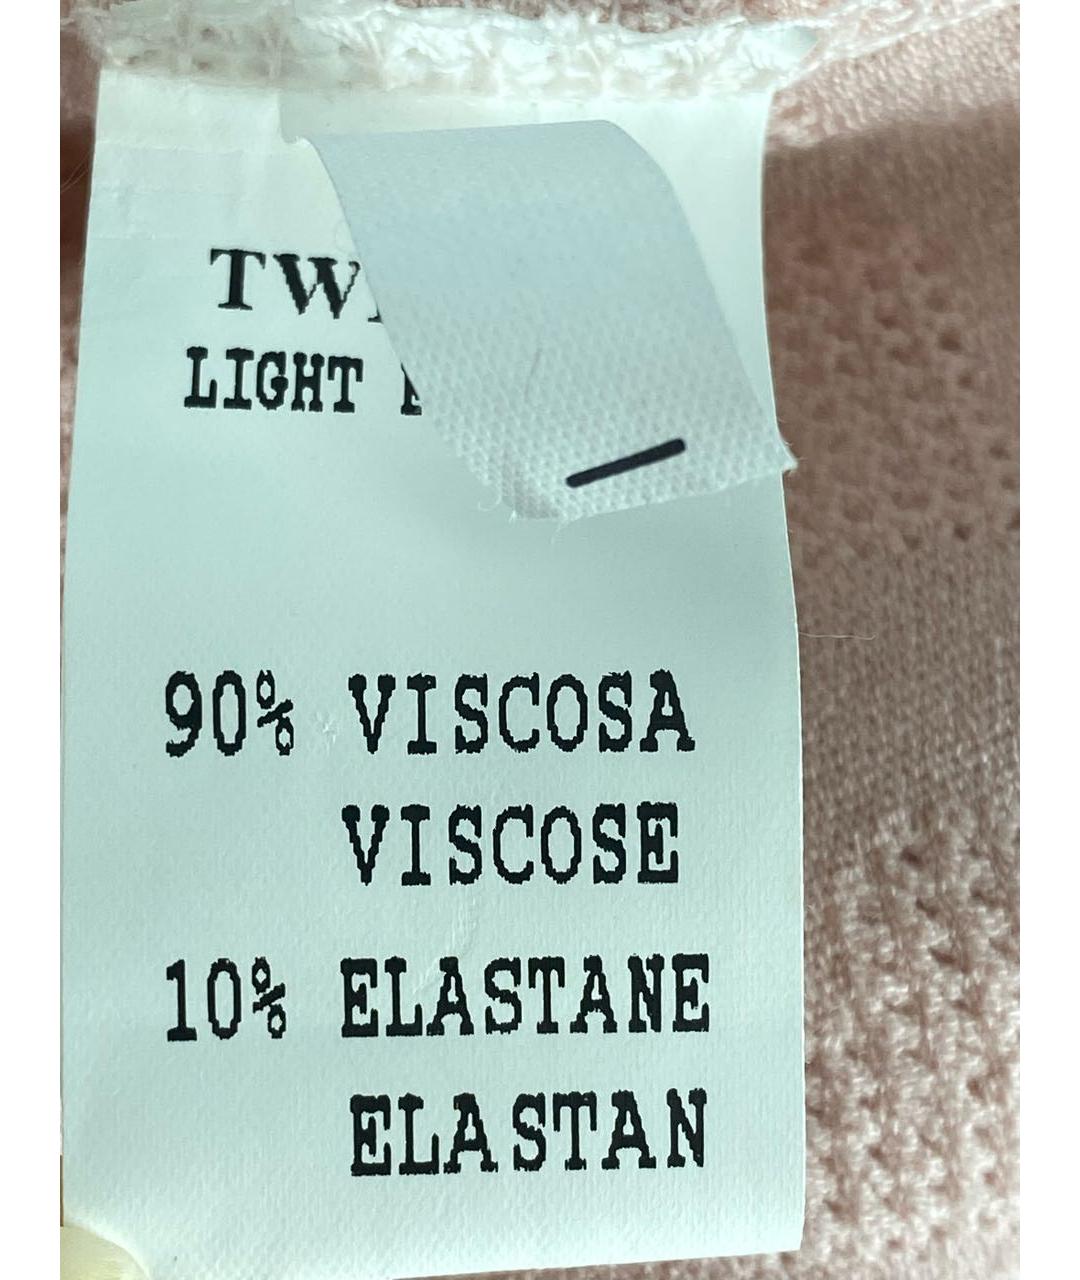 LIGHT
90% VISCOSA
VISCOSE
10% ELASTANE
ELASTAN